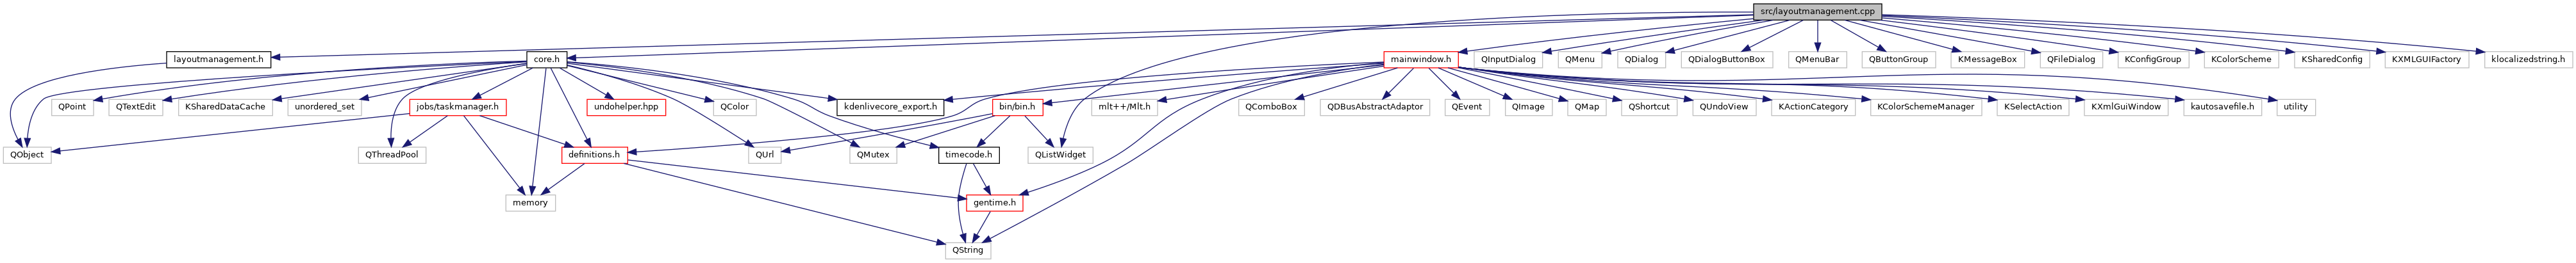 src/layoutmanagement.cpp
layoutmanagement.h
core.h
mainwindow.h
QInputDialog
QMenu
QDialog
QDialogButtonBox
QMenuBar
QButtonGroup
KMessageBox
QFileDialog
KConfigGroup
KColorScheme
KSharedConfig
KXMLGUIFactory
klocalizedstring.h
QPoint
QTextEdit
KSharedDataCache
unordered_set
jobs/taskmanager.h
undohelper.hpp
QColor
kdenlivecore_export.h
bin/bin.h
mlt++/Mlt.h
QComboBox
QDBusAbstractAdaptor
QEvent
QImage
QMap
QShortcut
QUndoView
KActionCategory
KColorSchemeManager
KSelectAction
KXmlGuiWindow
kautosavefile.h
utility
QObject
QThreadPool
definitions.h
QUrl
QMutex
timecode.h
QListWidget
memory
gentime.h
QString